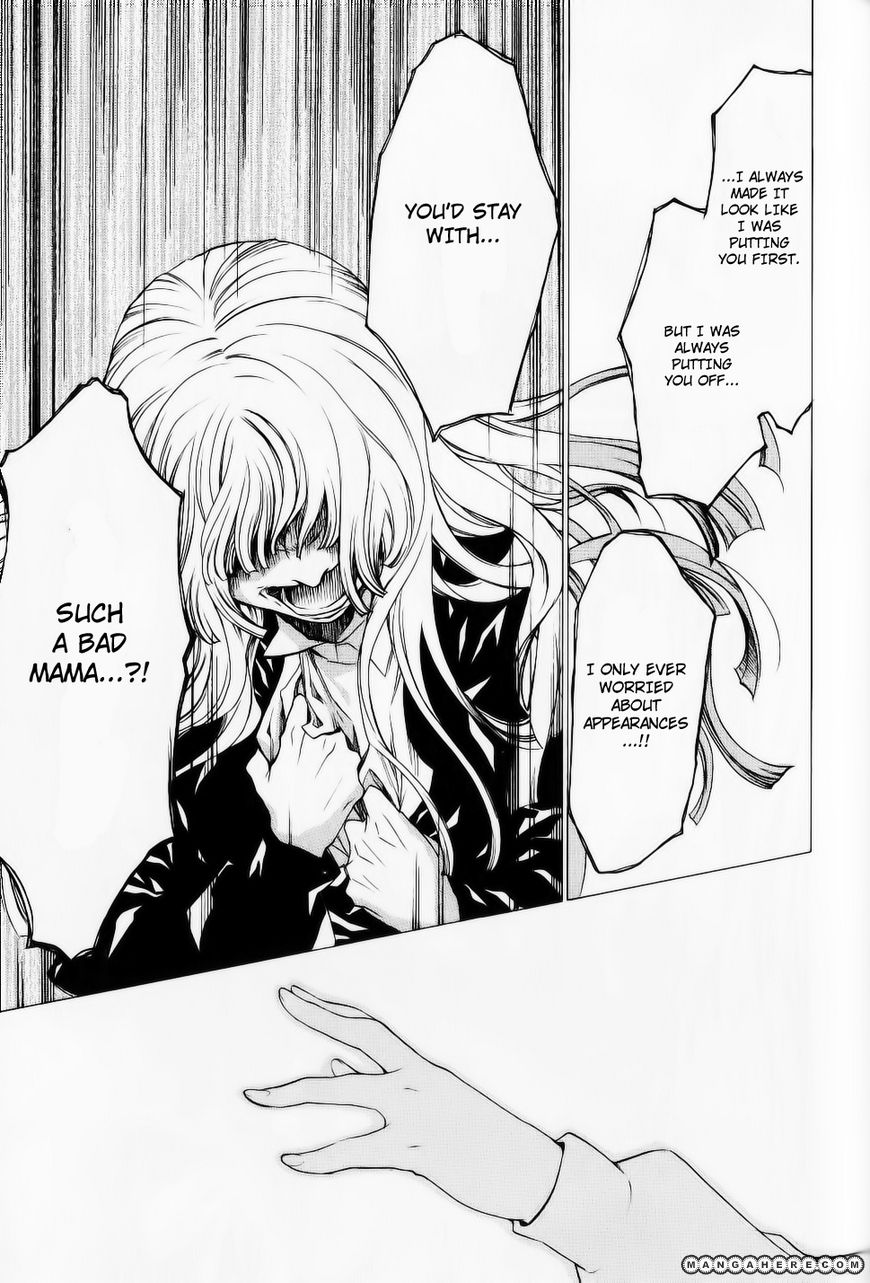 ...I ALWAYS
MADE IT
LOOK LIKE
I WAS
PUTTING
YOU FIRST.
BUT I WAS
ALWAYS
PUTTING
YOU OFF...
I ONLY EVER
WORRIED
ABOUT
APPEARANCES
...!!
YOU'D STAY
WITH...
SUCH
A BAD
MAMA...?!
MANGAHERE.COM